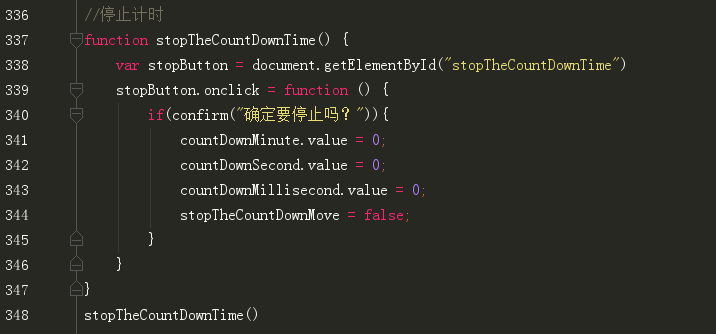 336 //停止计时
337 function stopTheCountDownTime() {
338 var stopButton = document.getElementById("stopTheCountDownTime")
339 stopButton.onclick = function () {
340 if(confirm("确定要停止吗？")){
341 countDownMinute.value = 0;
342 countDownSecond.value = 0;
343 countDownMillisecond.value = 0;
344 stopTheCountDownMove = false;
345 }
346 }
347 }
348 stopTheCountDownTime()